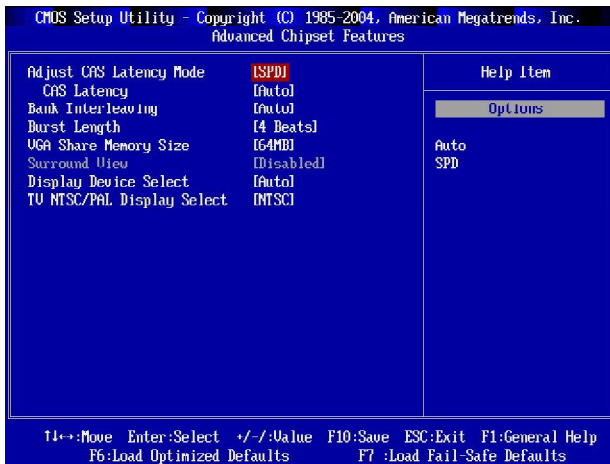 CMOS Setup Utility - Copyright (C) 1985-2004, American Megatrends, Inc.
Advanced Chipset Features
Adjust CAS Latency Mode [SPD]
CAS Latency [Auto]
Bank Interleaving [Auto]
Burst Length [4 Beats]
VGA Share Memory Size [64MB]
Surround View [Disabled]
Display Device Select [Auto]
TV NTSC/PAL Display Select [NTSC]
Help Item
Options
Auto
SPD
↑↓↔:Move Enter:Select +/-/:Value F10:Save ESC:Exit F1:General Help
F6:Load Optimized Defaults F7 :Load Fail-Safe Defaults